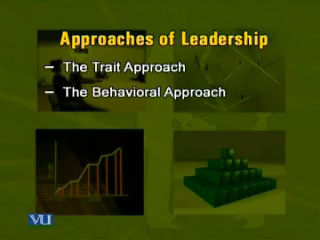 Approaches of Leadership
– The Trait Approach
– The Behavioral Approach
VU